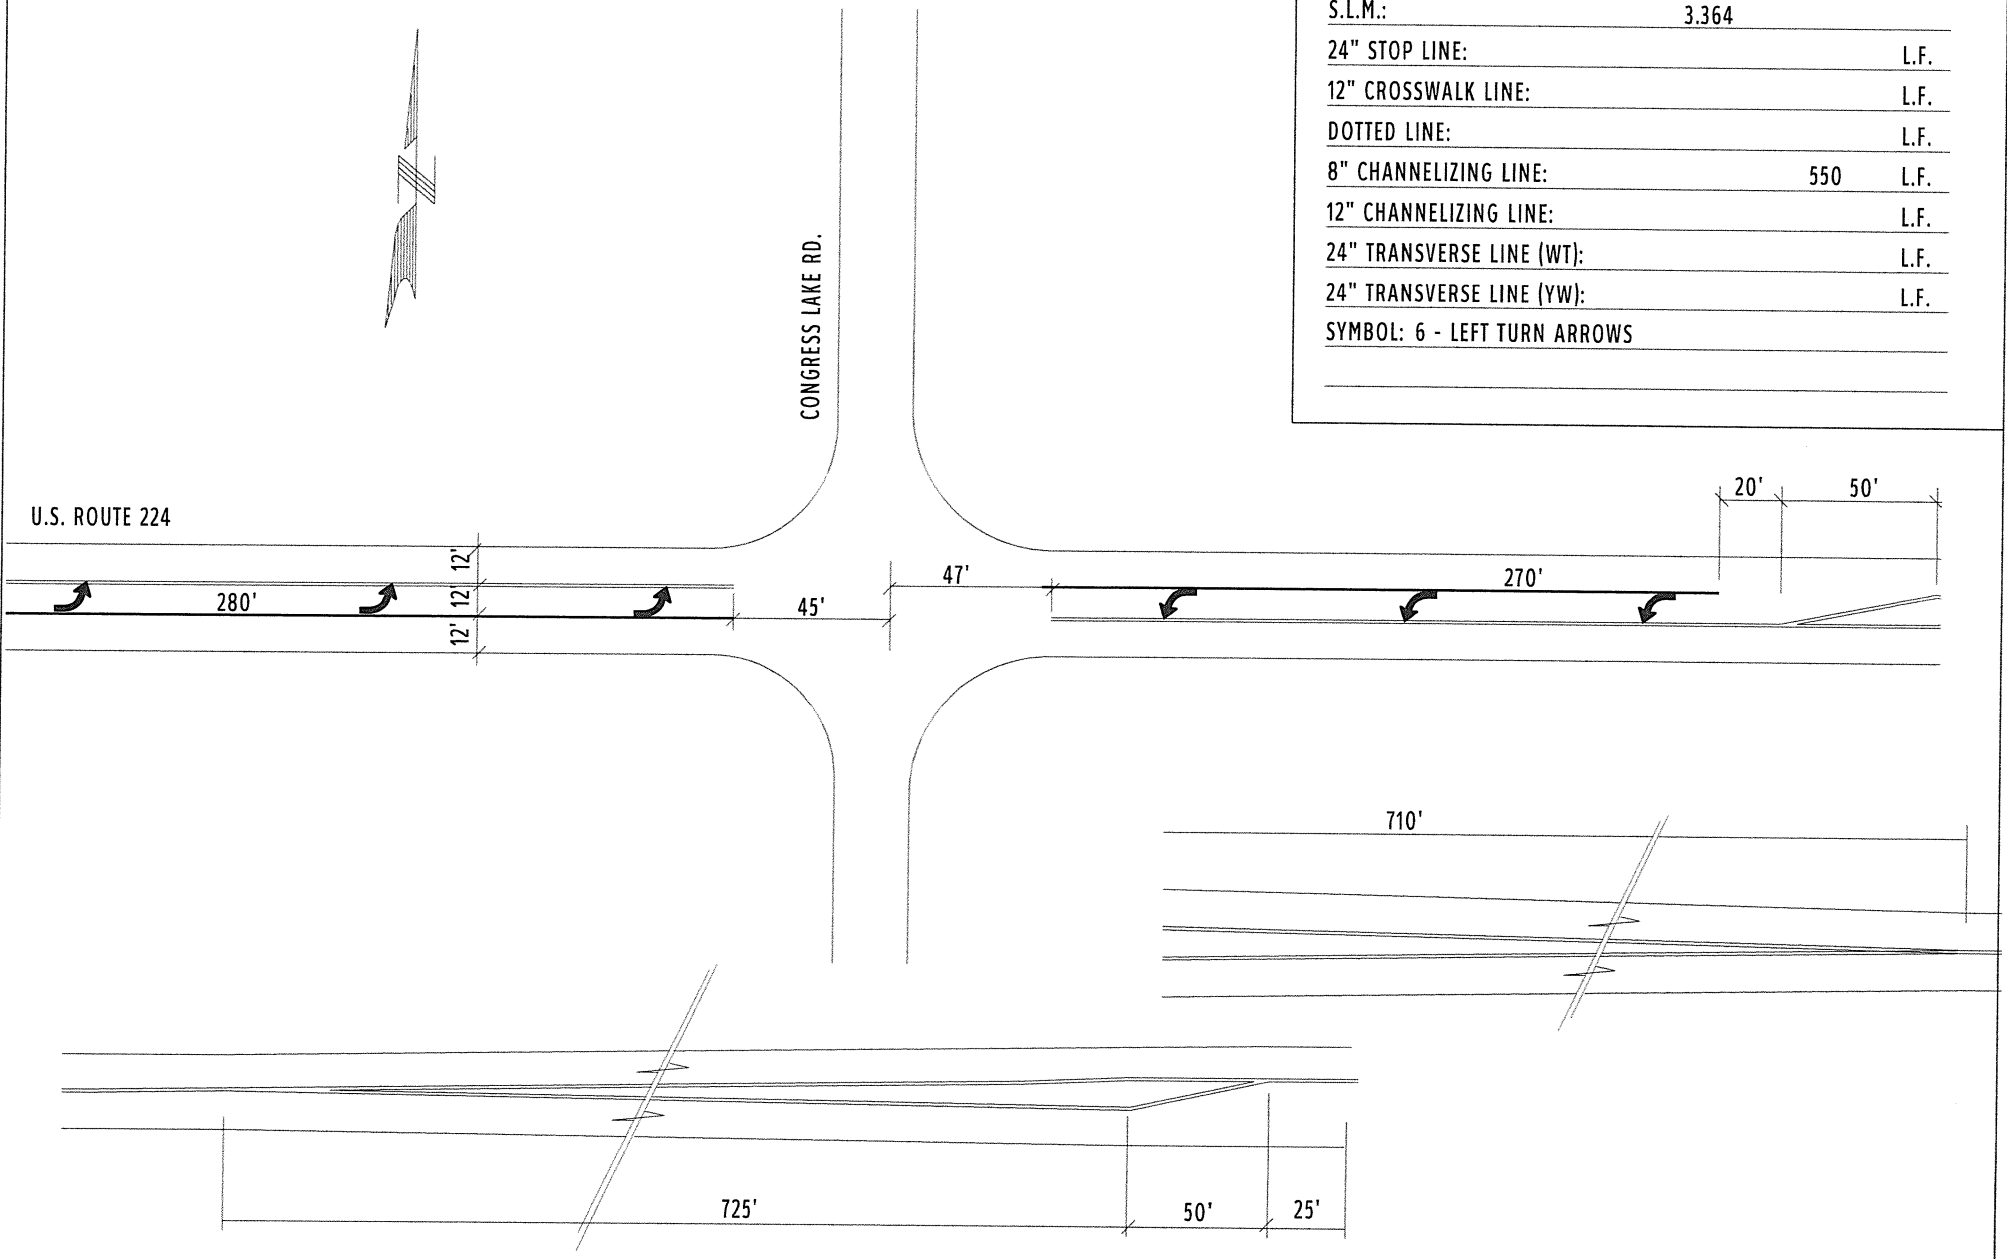 S.L.M.: 3.364
24" STOP LINE: L.F.
12" CROSSWALK LINE: L.F.
DOTTED LINE: L.F.
8" CHANNELIZING LINE: 550 L.F.
12" CHANNELIZING LINE: L.F.
24" TRANSVERSE LINE (WT): L.F.
24" TRANSVERSE LINE (YW): L.F.
SYMBOL: 6 - LEFT TURN ARROWS
CONGRESS LAKE RD.
U.S. ROUTE 224
20' 50'
12'
12'
12'
280'
45'
47'
270'
710'
725'
50'
25'